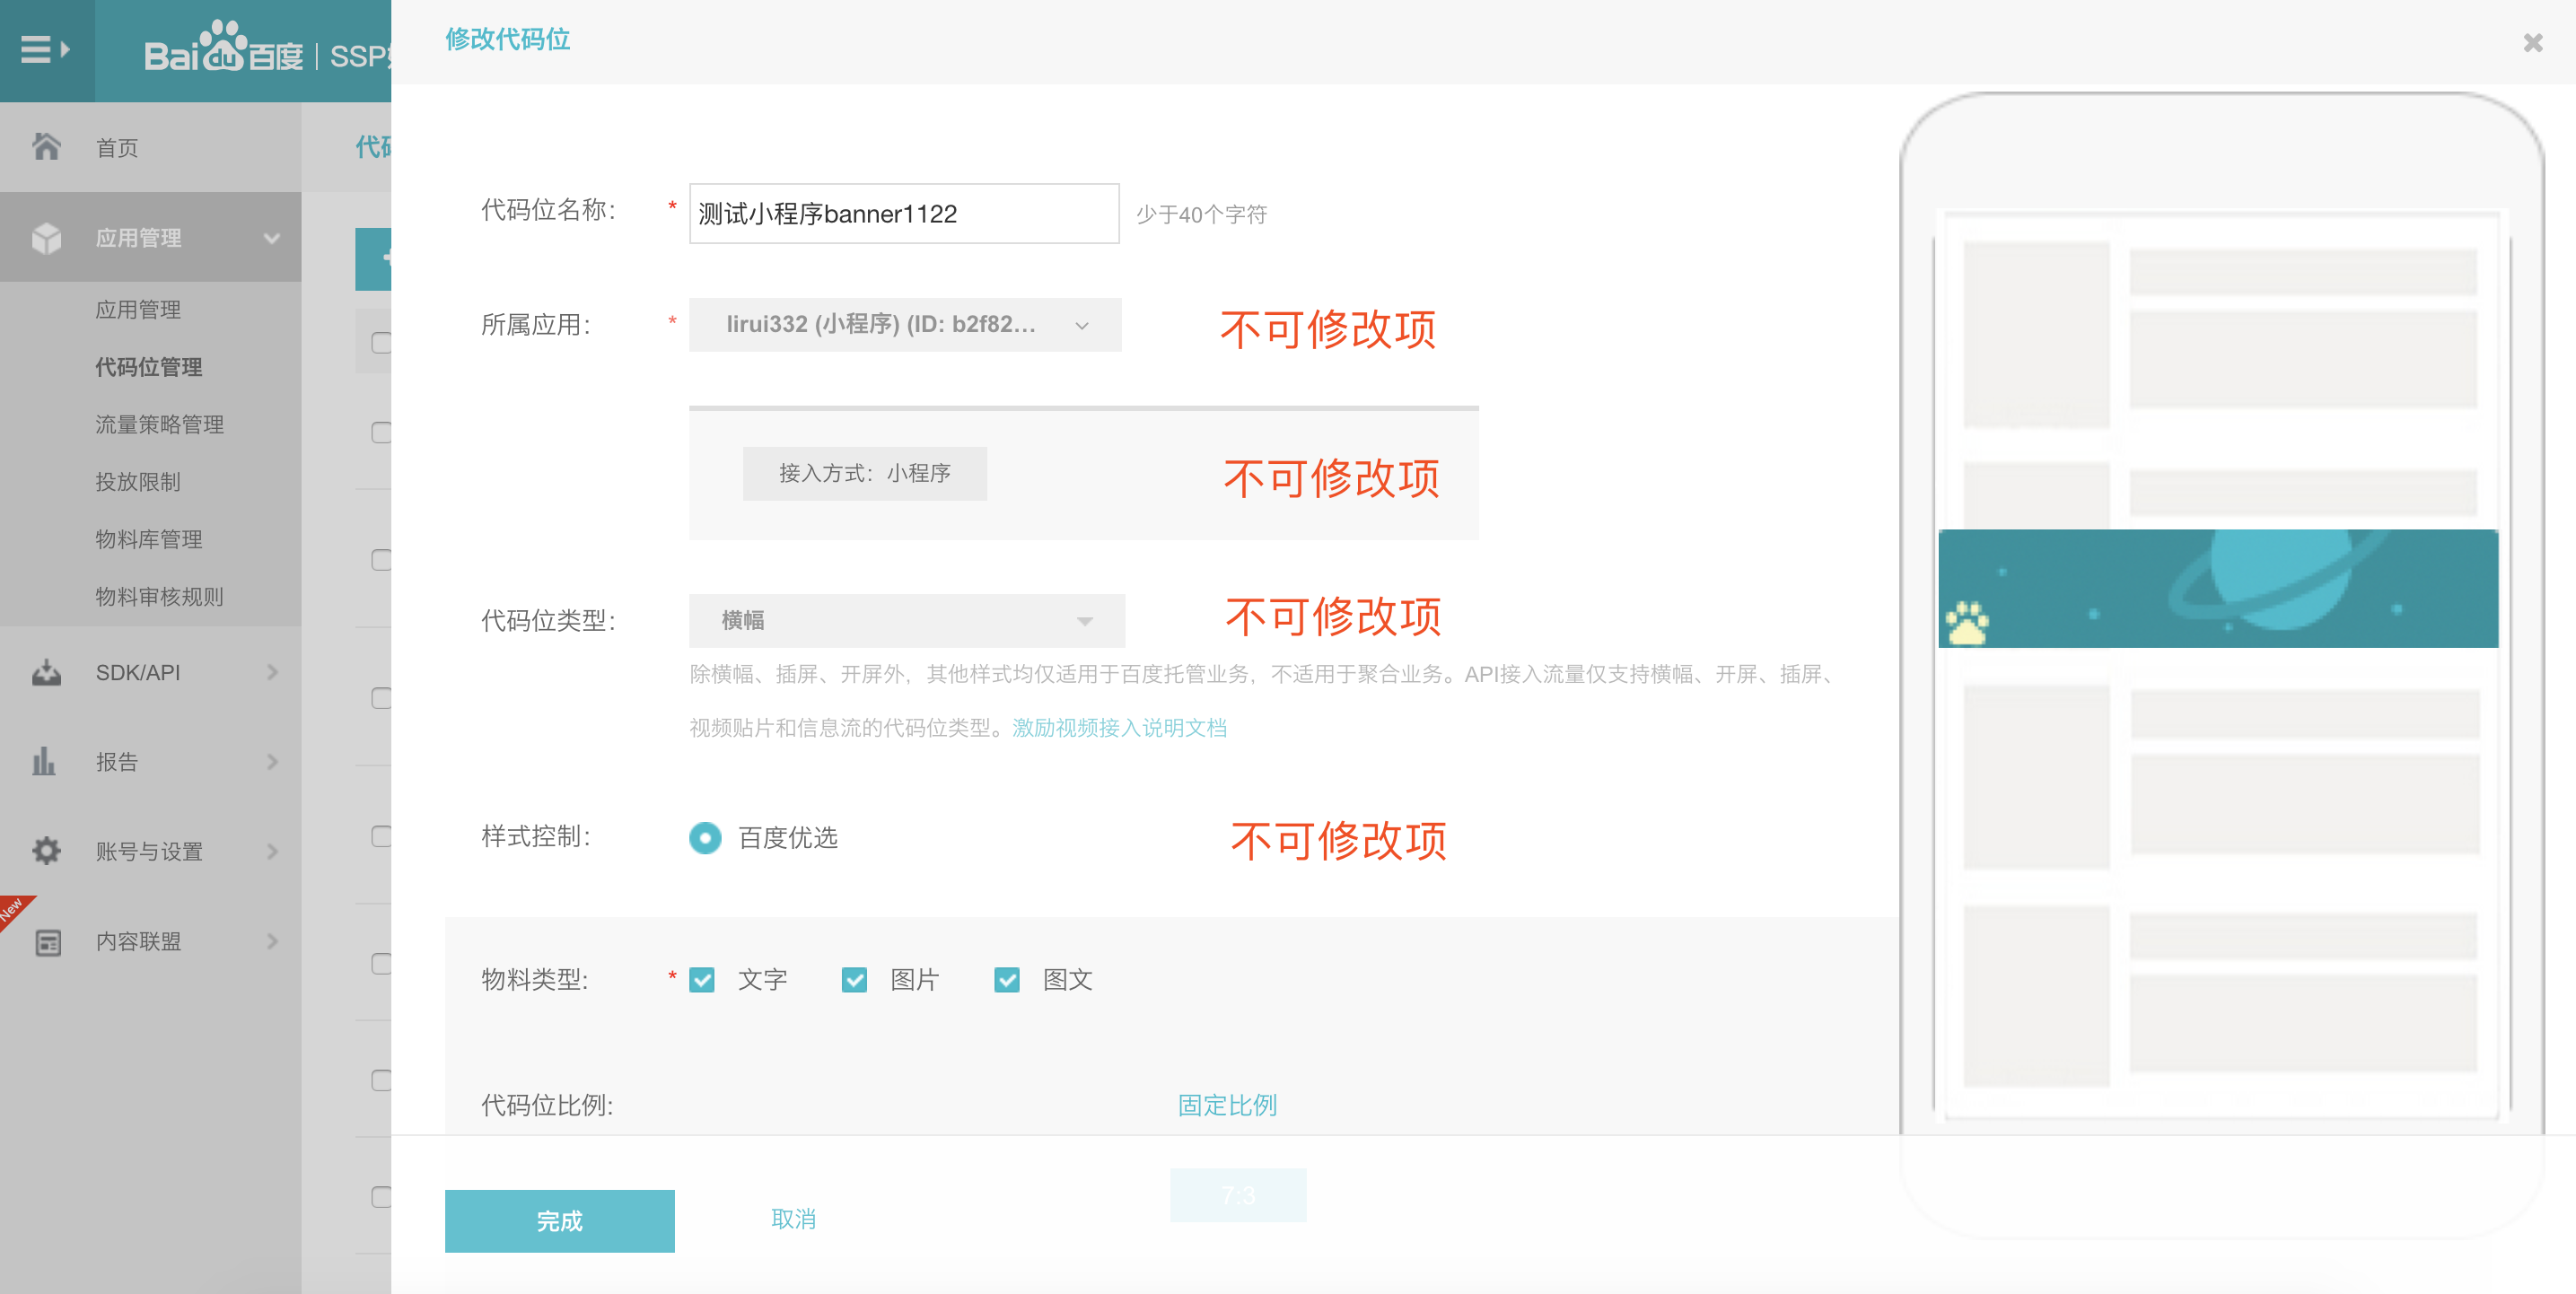 Baidu百度 | SSP
首页
应用管理
应用管理
代码位管理
流量策略管理
投放限制
物料库管理
物料审核规则
SDK/API
报告
账号与设置
New
内容联盟
修改代码位
代码位名称: * 测试小程序banner1122 少于40个字符
所属应用: * lirui332 (小程序) (ID: b2f82... 不可修改项
接入方式：小程序 不可修改项
代码位类型: 横幅 不可修改项
除横幅、插屏、开屏外，其他样式均仅适用于百度托管业务，不适用于聚合业务。API接入流量仅支持横幅、开屏、插屏、
视频贴片和信息流的代码位类型。激励视频接入说明文档
样式控制: 百度优选 不可修改项
物料类型: * 文字 图片 图文
代码位比例: 固定比例
7:3
完成 取消